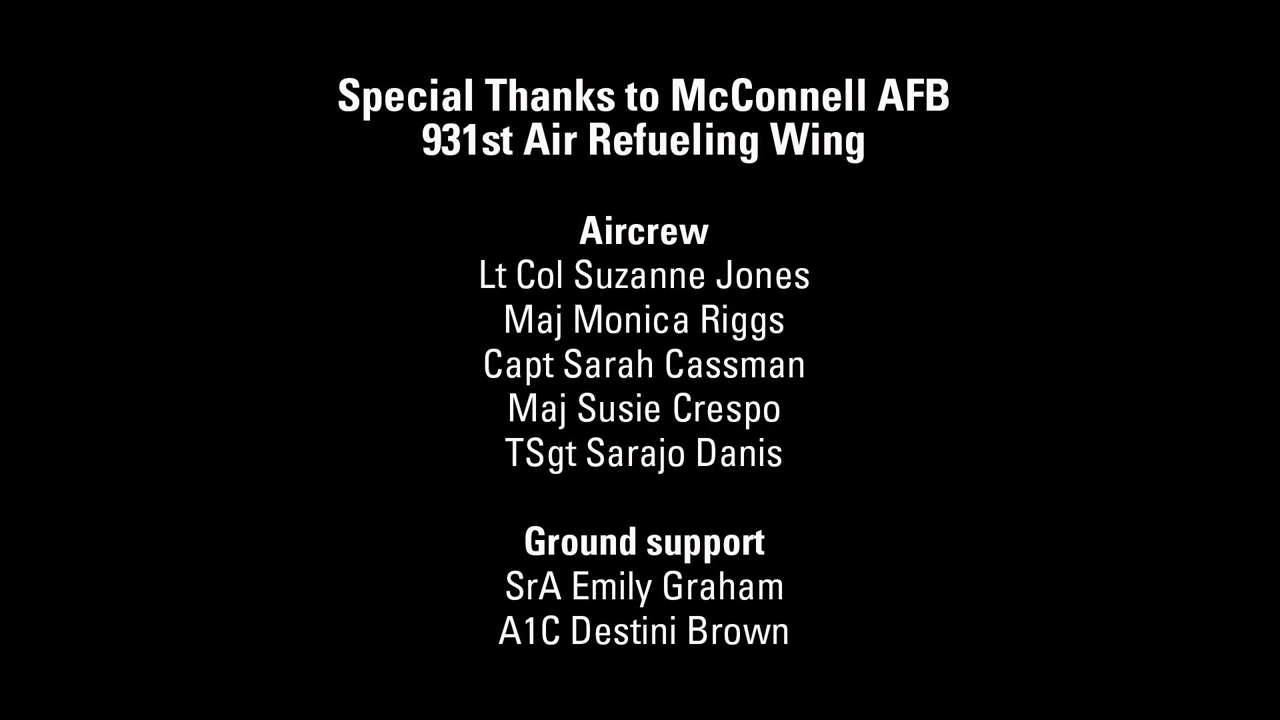 Special Thanks to McConnell AFB
931st Air Refueling Wing
Aircrew
Lt Col Suzanne Jones
Maj Monica Riggs
Capt Sarah Cassman
Maj Susie Crespo
TSgt Sarajo Danis
Ground support
SrA Emily Graham
A1C Destini Brown